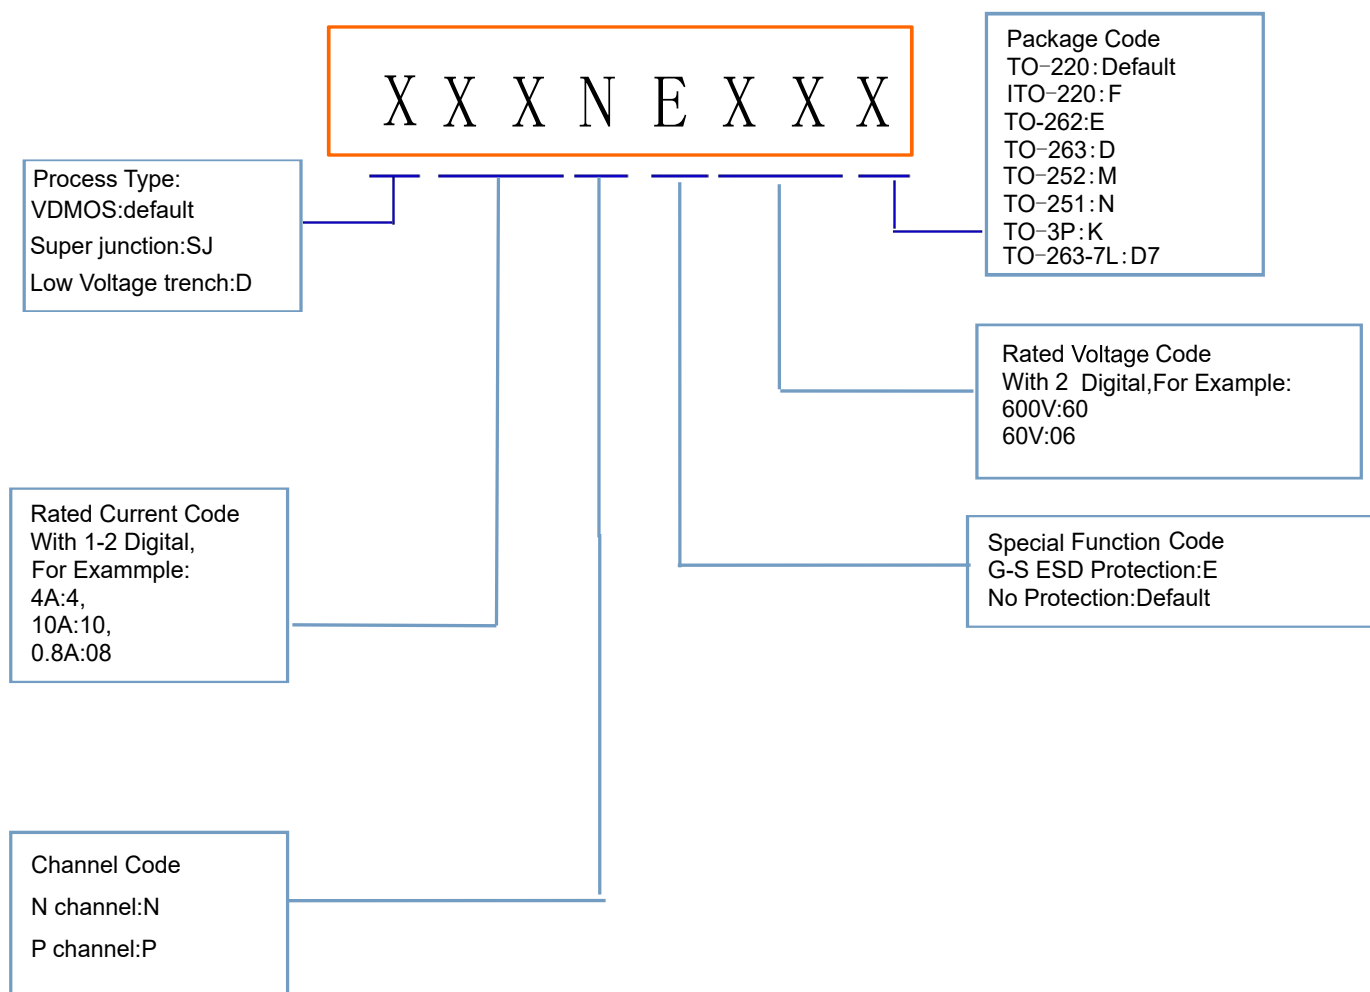 X X X N E X X X
Package Code
TO-220:Default
ITO-220:F
TO-262:E
TO-263:D
TO-252:M
TO-251:N
TO-3P:K
TO-263-7L:D7
Process Type:
VDMOS:default
Super junction:SJ
Low Voltage trench:D
Rated Voltage Code
With 2 Digital,For Example:
600V:60
60V:06
Rated Current Code
With 1-2 Digital,
For Exammple:
4A:4,
10A:10,
0.8A:08
Special Function Code
G-S ESD Protection:E
No Protection:Default
Channel Code
N channel:N
P channel:P